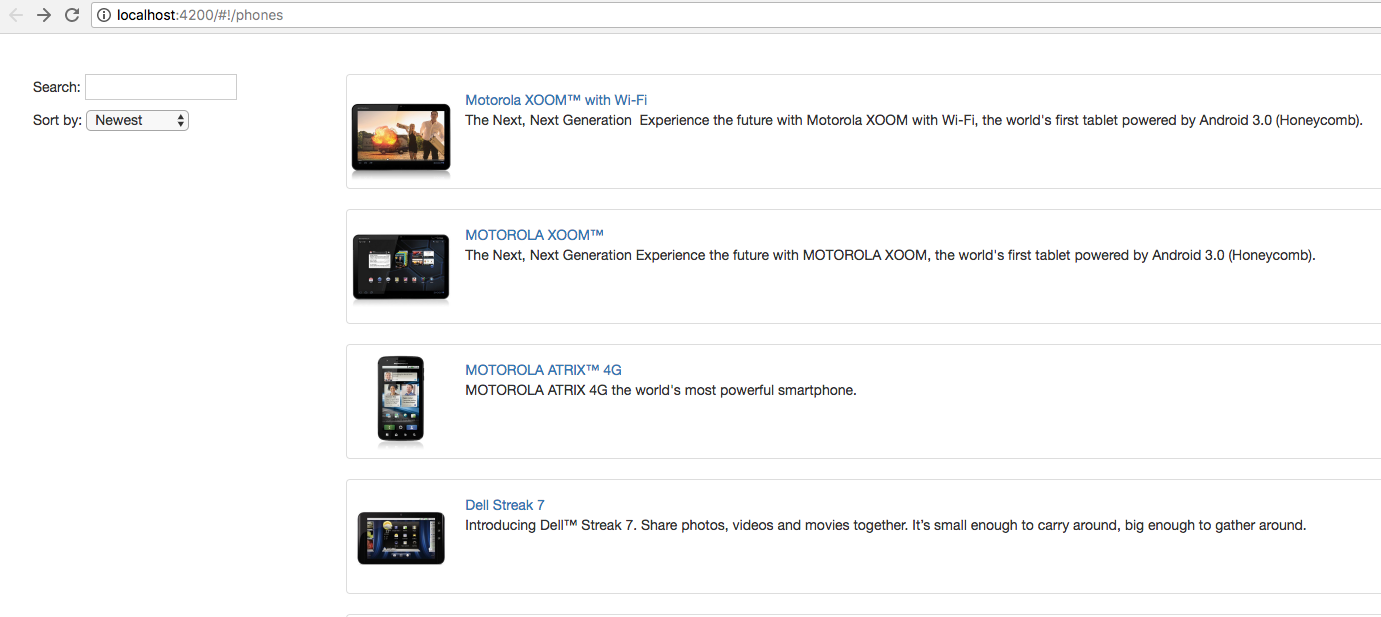 localhost:4200/#!/phones
Search:
Sort by: Newest
Motorola XOOM™ with Wi-Fi
The Next, Next Generation  Experience the future with Motorola XOOM with Wi-Fi, the world's first tablet powered by Android 3.0 (Honeycomb).
MOTOROLA XOOM™
The Next, Next Generation Experience the future with MOTOROLA XOOM, the world's first tablet powered by Android 3.0 (Honeycomb).
MOTOROLA ATRIX™ 4G
MOTOROLA ATRIX 4G the world's most powerful smartphone.
Dell Streak 7
Introducing Dell™ Streak 7. Share photos, videos and movies together. It’s small enough to carry around, big enough to gather around.